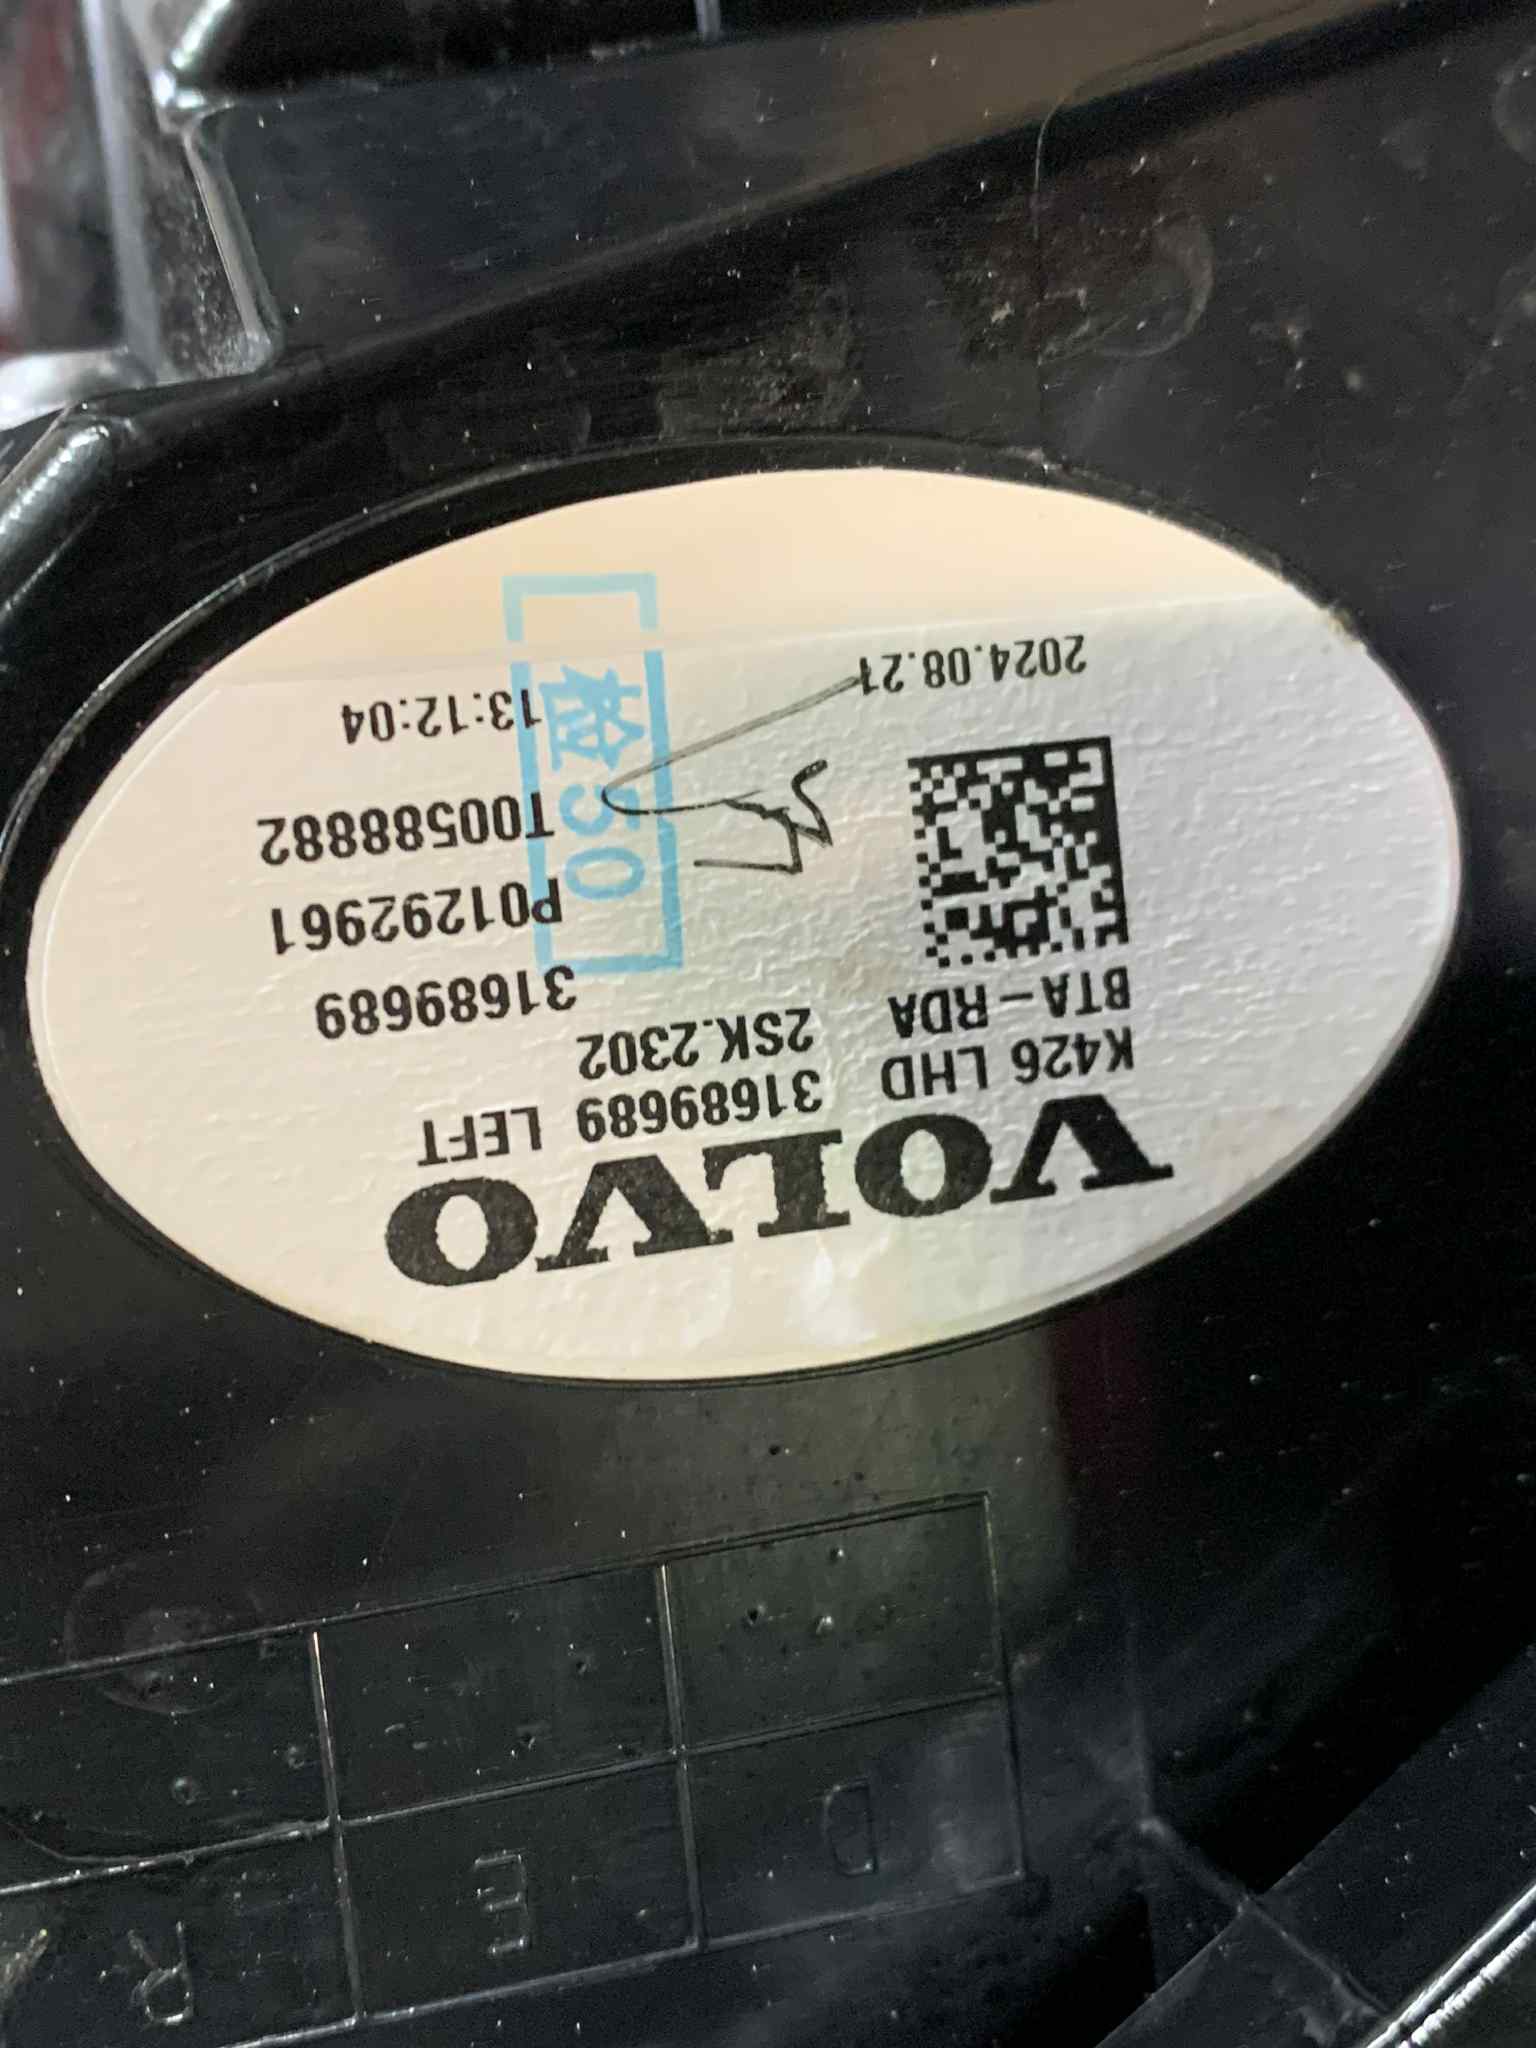 VOLVO
K426 LHD 31689689 LEFT
BTA-RDA 2SK.2302
31689689
P01292961
T00588882
2024.08.21 13:12:04
检50
D E R